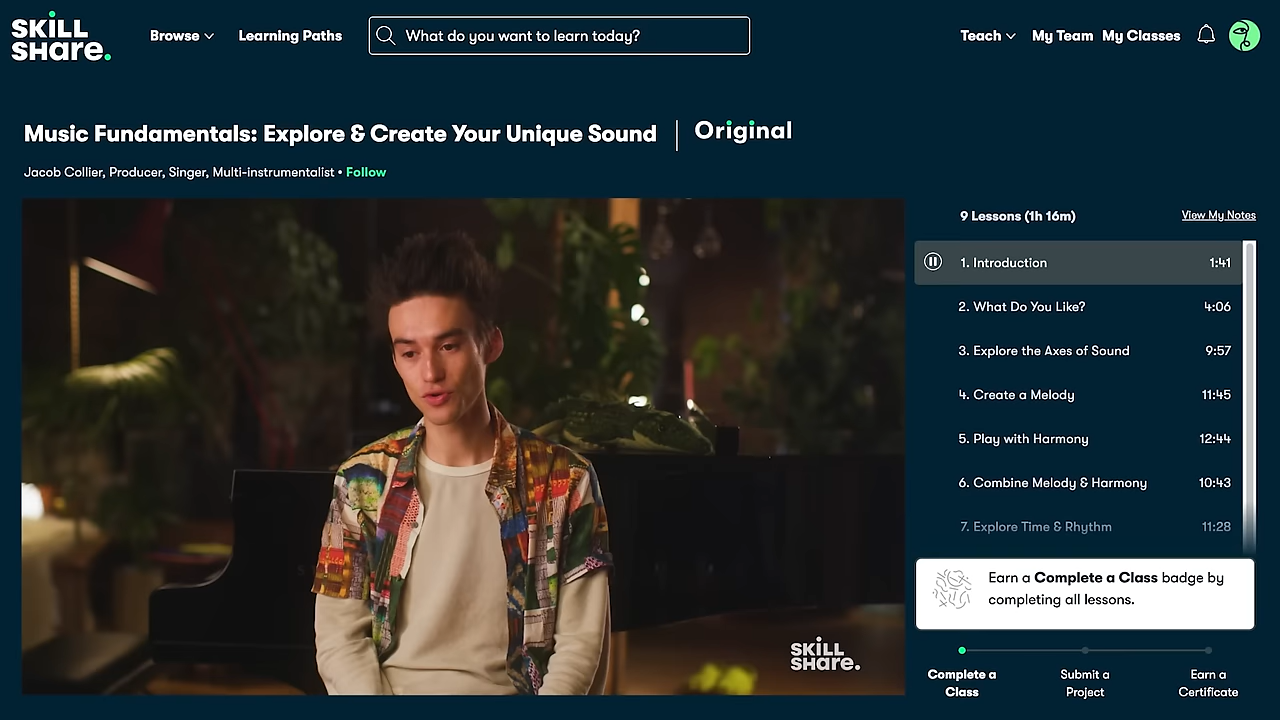 SKiLL
SHare.
Browse
Learning Paths
What do you want to learn today?
Teach
My Team
My Classes
Music Fundamentals: Explore & Create Your Unique Sound
Original
Jacob Collier, Producer, Singer, Multi-instrumentalist • Follow
9 Lessons (1h 16m)
View My Notes
1. Introduction 1:41
2. What Do You Like? 4:06
3. Explore the Axes of Sound 9:57
4. Create a Melody 11:45
5. Play with Harmony 12:44
6. Combine Melody & Harmony 10:43
7. Explore Time & Rhythm 11:28
Earn a Complete a Class badge by
completing all lessons.
SKiLL
SHare.
Complete a
Class
Submit a
Project
Earn a
Certificate